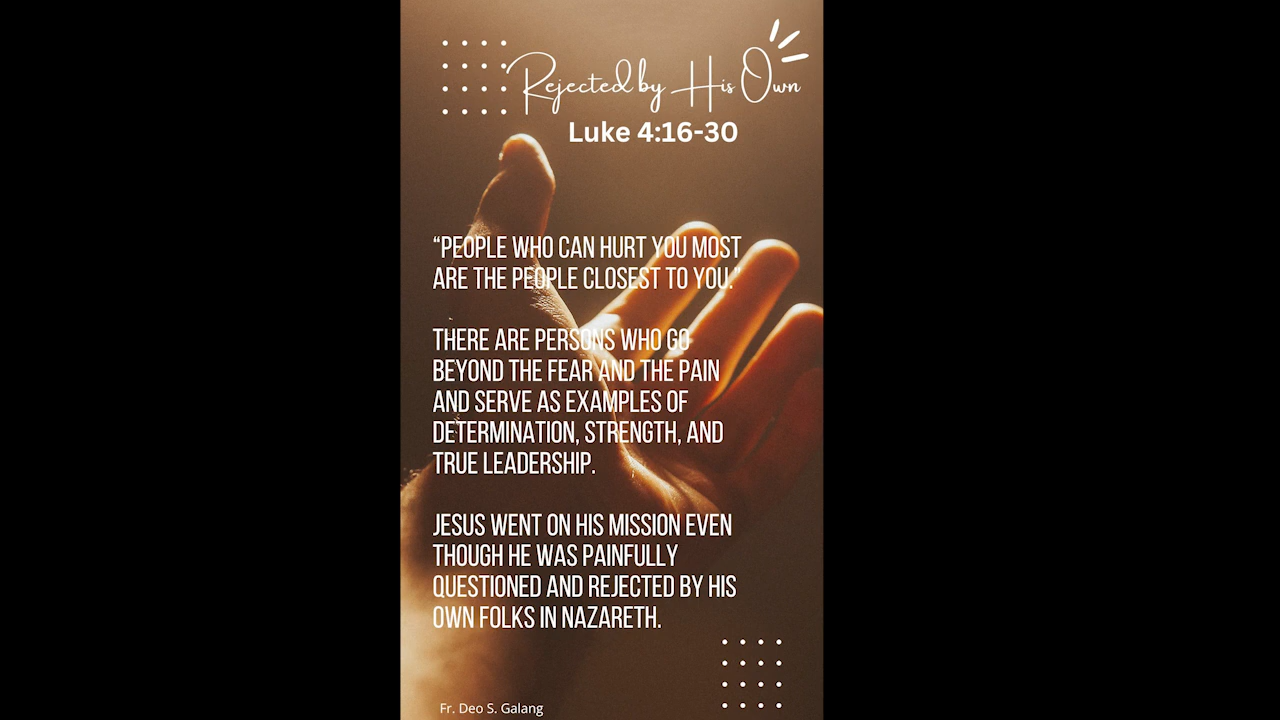 Rejected by His Own
Luke 4:16-30
“PEOPLE WHO CAN HURT YOU MOST
ARE THE PEOPLE CLOSEST TO YOU.”
THERE ARE PERSONS WHO GO
BEYOND THE FEAR AND THE PAIN
AND SERVE AS EXAMPLES OF
DETERMINATION, STRENGTH, AND
TRUE LEADERSHIP.
JESUS WENT ON HIS MISSION EVEN
THOUGH HE WAS PAINFULLY
QUESTIONED AND REJECTED BY HIS
OWN FOLKS IN NAZARETH.
Fr. Deo S. Galang